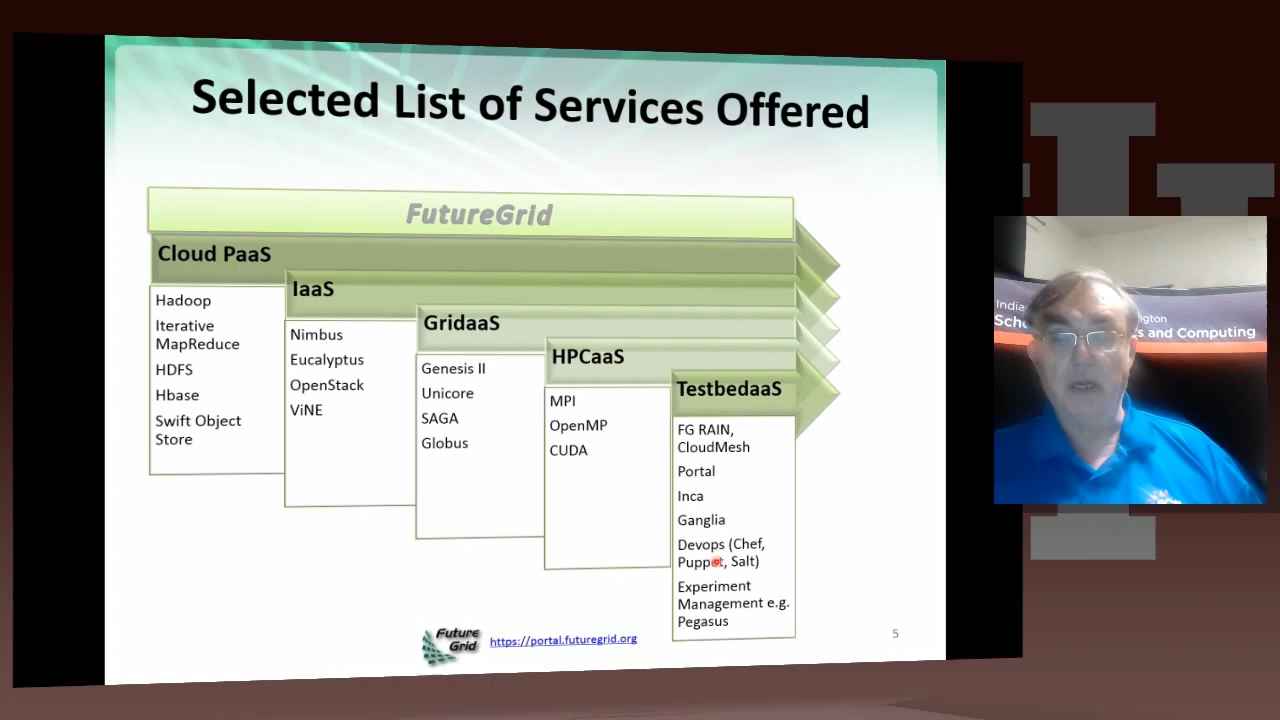 Selected List of Services Offered
FutureGrid
Cloud PaaS
Hadoop
Iterative
MapReduce
HDFS
Hbase
Swift Object
Store
IaaS
Nimbus
Eucalyptus
OpenStack
ViNE
GridaaS
Genesis II
Unicore
SAGA
Globus
HPCaaS
MPI
OpenMP
CUDA
TestbedaaS
FG RAIN,
CloudMesh
Portal
Inca
Ganglia
Devops (Chef,
Puppet, Salt)
Experiment
Management e.g.
Pegasus
Future
Grid
https://portal.futuregrid.org
5
and Computing